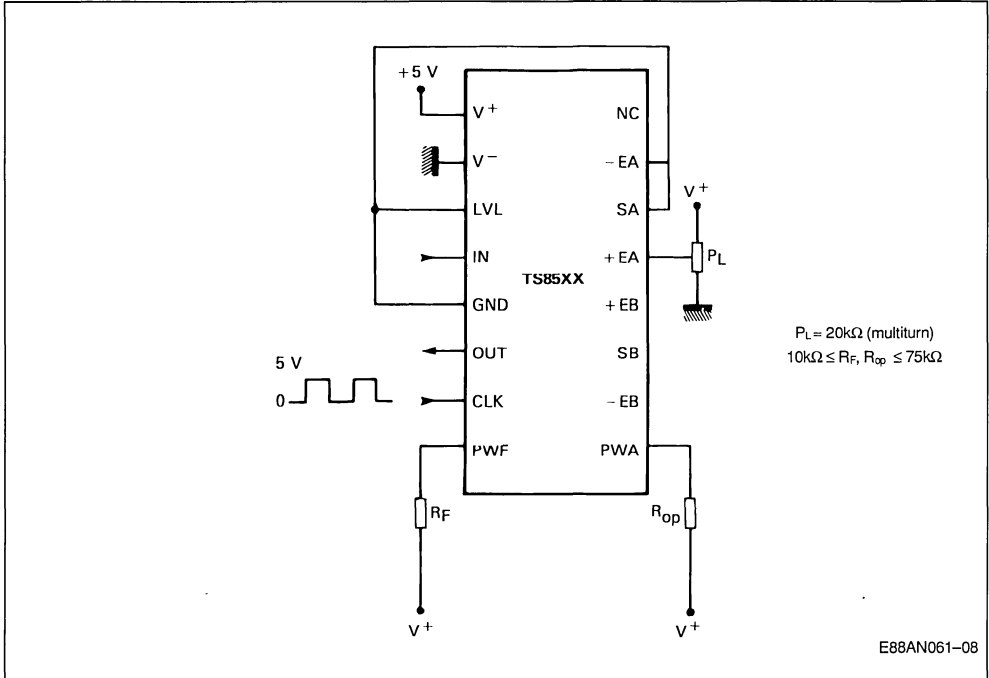 +5 V
V+ NC
V− −EA
V+
LVL SA
IN +EA PL
TS85XX
GND +EB
PL = 20kΩ (multiturn)
OUT SB
10kΩ ≤ RF, Rop ≤ 75kΩ
5 V
0 CLK −EB
PWF PWA
RF Rop
V+ V+
E88AN061–08